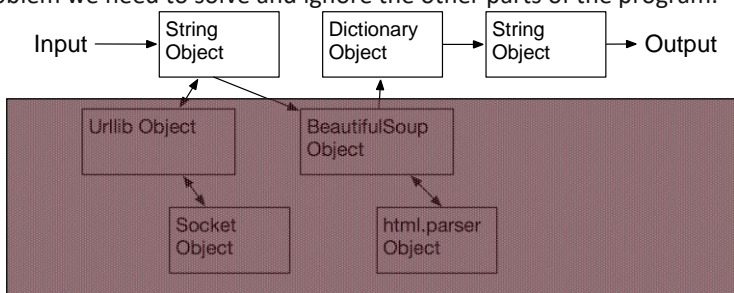 oblem we need to solve and ignore the other parts of the program.
Input
String
Object
Dictionary
Object
String
Object
Output
Urllib Object
BeautifulSoup
Object
Socket
Object
html.parser
Object